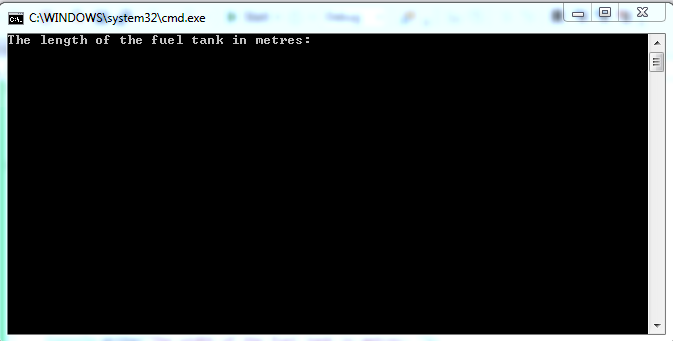 C:\WINDOWS\system32\cmd.exe
The length of the fuel tank in metres: